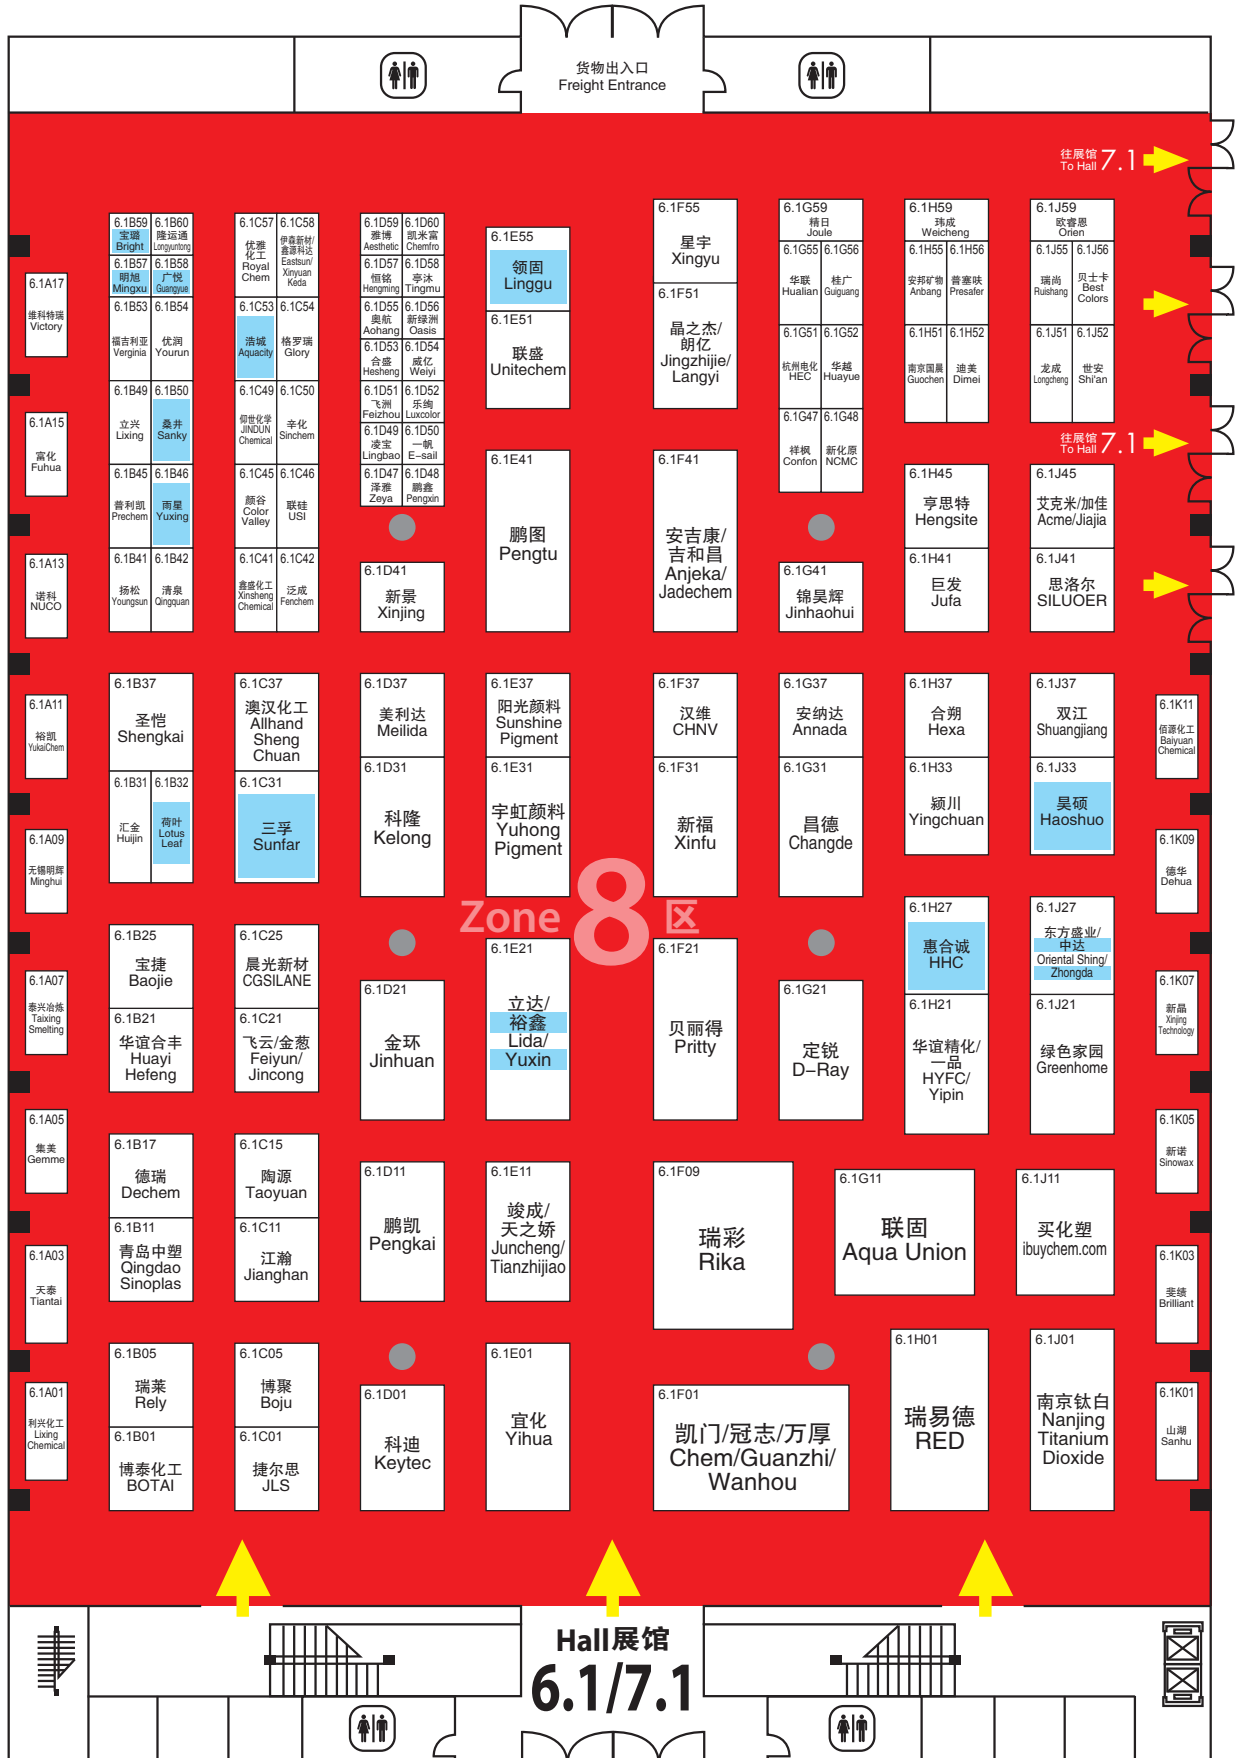 货物出入口
Freight Entrance
往展馆
To Hall 7.1
6.1A17
维科特瑞
Victory
6.1A15
富化
Fuhua
6.1A13
诺科
NUCO
6.1A11
裕凯
YukaiChem
6.1A09
无锡明辉
Minghui
6.1A07
泰兴冶炼
Taixing
Smelting
6.1A05
集美
Gemme
6.1A03
天泰
Tiantai
6.1A01
利兴化工
Lixing
Chemical
6.1B59
宝璐
Bright
6.1B60
隆运通
Longyuntong
6.1B57
明旭
Mingxu
6.1B58
广悦
Guangyue
6.1B53
福吉利亚
Verginia
6.1B54
优润
Yourun
6.1B49
立兴
Lixing
6.1B50
桑井
Sanky
6.1B45
普利凯
Prechem
6.1B46
雨星
Yuxing
6.1B41
扬松
Youngsun
6.1B42
清泉
Qingquan
6.1B37
圣恺
Shengkai
6.1B31
汇金
Huijin
6.1B32
荷叶
Lotus
Leaf
6.1B25
宝捷
Baojie
6.1B21
华谊合丰
Huayi
Hefeng
6.1B17
德瑞
Dechem
6.1B11
青岛中塑
Qingdao
Sinoplas
6.1B05
瑞莱
Rely
6.1B01
博泰化工
BOTAI
6.1C57
优雅
化工
Royal
Chem
6.1C58
伊森新材/
鑫源科达
Eastsun/
Xinyuan
Keda
6.1C53
浩城
Aquacity
6.1C54
格罗瑞
Glory
6.1C49
仰世化学
JINDUN
Chemical
6.1C50
辛化
Sinchem
6.1C45
颜谷
Color
Valley
6.1C46
联硅
USI
6.1C41
鑫盛化工
Xinsheng
Chemical
6.1C42
泛成
Fenchem
6.1C37
澳汉化工
Allhand
Sheng
Chuan
6.1C31
三孚
Sunfar
6.1C25
晨光新材
CGSILANE
6.1C21
飞云/金葱
Feiyun/
Jincong
6.1C15
陶源
Taoyuan
6.1C11
江瀚
Jianghan
6.1C05
博聚
Boju
6.1C01
捷尔思
JLS
6.1D59
雅博
Aesthetic
6.1D60
凯米富
Chemfro
6.1D57
恒铭
Hengming
6.1D58
亭沐
Tingmu
6.1D55
奥航
Aohang
6.1D56
新绿洲
Oasis
6.1D53
合盛
Hesheng
6.1D54
威亿
Weiyi
6.1D51
飞洲
Feizhou
6.1D52
乐绚
Luxcolor
6.1D49
凌宝
Lingbao
6.1D50
一帆
E-sail
6.1D47
泽雅
Zeya
6.1D48
鹏鑫
Pengxin
6.1D41
新景
Xinjing
6.1D37
美利达
Meilida
6.1D31
科隆
Kelong
6.1D21
金环
Jinhuan
6.1D11
鹏凯
Pengkai
6.1D01
科迪
Keytec
6.1E55
领固
Linggu
6.1E51
联盛
Unitechem
6.1E41
鹏图
Pengtu
6.1E37
阳光颜料
Sunshine
Pigment
6.1E31
宇虹颜料
Yuhong
Pigment
Zone 8 区
6.1E21
立达/
裕鑫
Lida/
Yuxin
6.1E11
竣成/
天之娇
Juncheng/
Tianzhijiao
6.1E01
宜化
Yihua
6.1F55
星宇
Xingyu
6.1F51
晶之杰/
朗亿
Jingzhijie/
Langyi
6.1F41
安吉康/
吉和昌
Anjeka/
Jadechem
6.1F37
汉维
CHNV
6.1F31
新福
Xinfu
6.1F21
贝丽得
Pritty
6.1F09
瑞彩
Rika
6.1F01
凯门/冠志/万厚
Chem/Guanzhi/
Wanhou
6.1G59
精日
Joule
6.1G55
华联
Hualian
6.1G56
桂广
Guiguang
6.1G51
杭州电化
HEC
6.1G52
华越
Huayue
6.1G47
祥枫
Confon
6.1G48
新化原
NCMC
6.1G41
锦昊辉
Jinhaohui
6.1G37
安纳达
Annada
6.1G31
昌德
Changde
6.1G21
定锐
D-Ray
6.1G11
联固
Aqua Union
6.1H59
玮成
Weicheng
6.1H55
安邦矿物
Anbang
6.1H56
普塞呋
Presafer
6.1H51
南京国晨
Guochen
6.1H52
迪美
Dimei
6.1H45
亨思特
Hengsite
6.1H41
巨发
Jufa
6.1H37
合朔
Hexa
6.1H33
颍川
Yingchuan
6.1H27
惠合诚
HHC
6.1H21
华谊精化/
一品
HYFC/
Yipin
6.1H01
瑞易德
RED
6.1J59
欧睿恩
Orien
6.1J55
瑞尚
Ruishang
6.1J56
贝士卡
Best
Colors
6.1J51
龙成
Longcheng
6.1J52
世安
Shi'an
往展馆
To Hall 7.1
6.1J45
艾克米/加佳
Acme/Jiajia
6.1J41
思洛尔
SILUOER
6.1J37
双江
Shuangjiang
6.1J33
昊硕
Haoshuo
6.1J27
东方盛业/
中达
Oriental Shing/
Zhongda
6.1J21
绿色家园
Greenhome
6.1J11
买化塑
ibuychem.com
6.1J01
南京钛白
Nanjing
Titanium
Dioxide
6.1K11
佰源化工
Baiyuan
Chemical
6.1K09
德华
Dehua
6.1K07
新晶
Xinjing
Technology
6.1K05
新诺
Sinowax
6.1K03
斐绩
Brilliant
6.1K01
山湖
Sanhu
Hall展馆
6.1/7.1